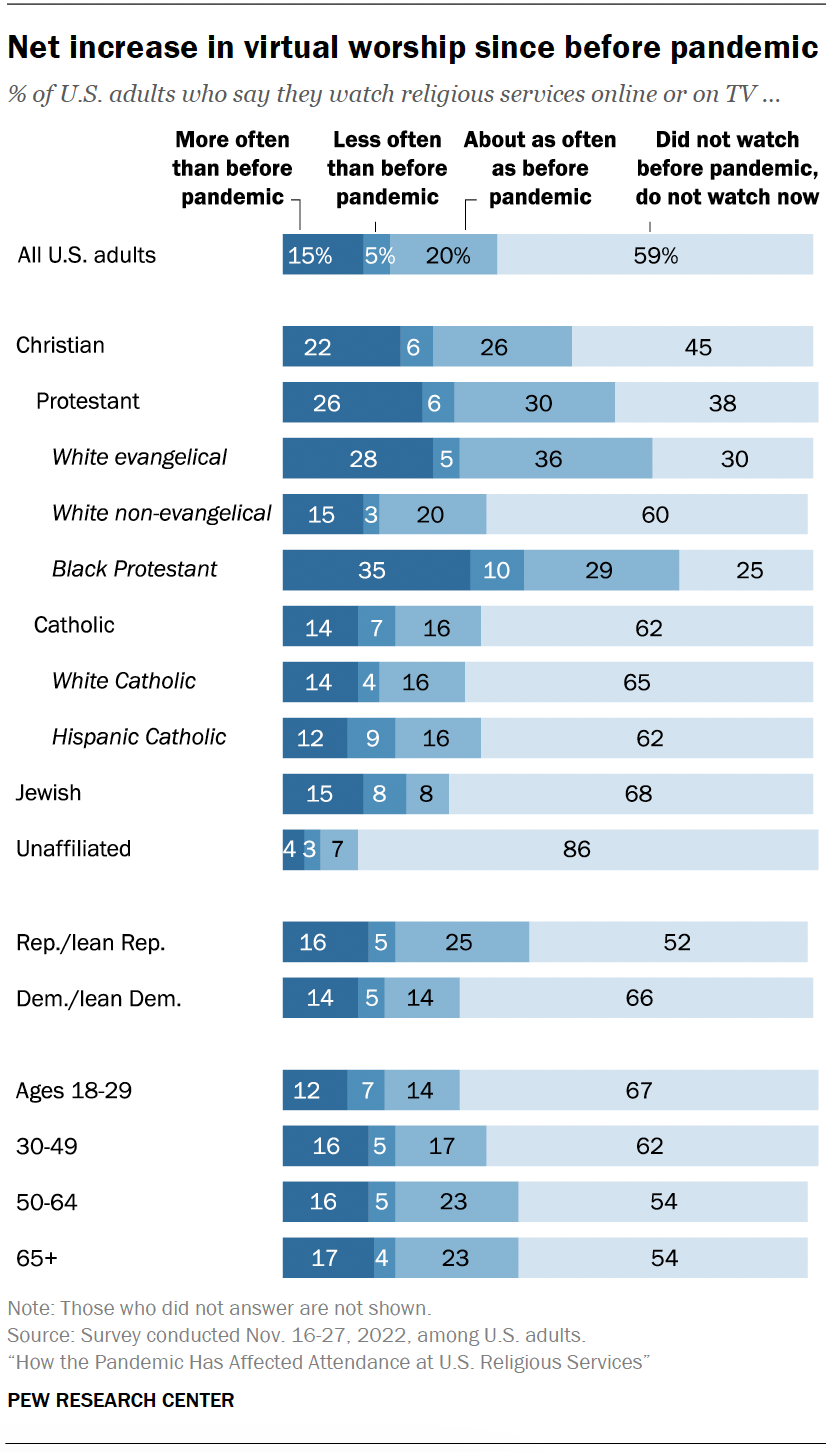 Net increase in virtual worship since before pandemic
% of U.S. adults who say they watch religious services online or on TV ...
More often than before pandemic
Less often than before pandemic
About as often as before pandemic
Did not watch before pandemic, do not watch now
All U.S. adults 15% 5% 20% 59%
Christian 22 6 26 45
Protestant 26 6 30 38
White evangelical 28 5 36 30
White non-evangelical 15 3 20 60
Black Protestant 35 10 29 25
Catholic 14 7 16 62
White Catholic 14 4 16 65
Hispanic Catholic 12 9 16 62
Jewish 15 8 8 68
Unaffiliated 4 3 7 86
Rep./lean Rep. 16 5 25 52
Dem./lean Dem. 14 5 14 66
Ages 18-29 12 7 14 67
30-49 16 5 17 62
50-64 16 5 23 54
65+ 17 4 23 54
Note: Those who did not answer are not shown.
Source: Survey conducted Nov. 16-27, 2022, among U.S. adults.
“How the Pandemic Has Affected Attendance at U.S. Religious Services”
PEW RESEARCH CENTER